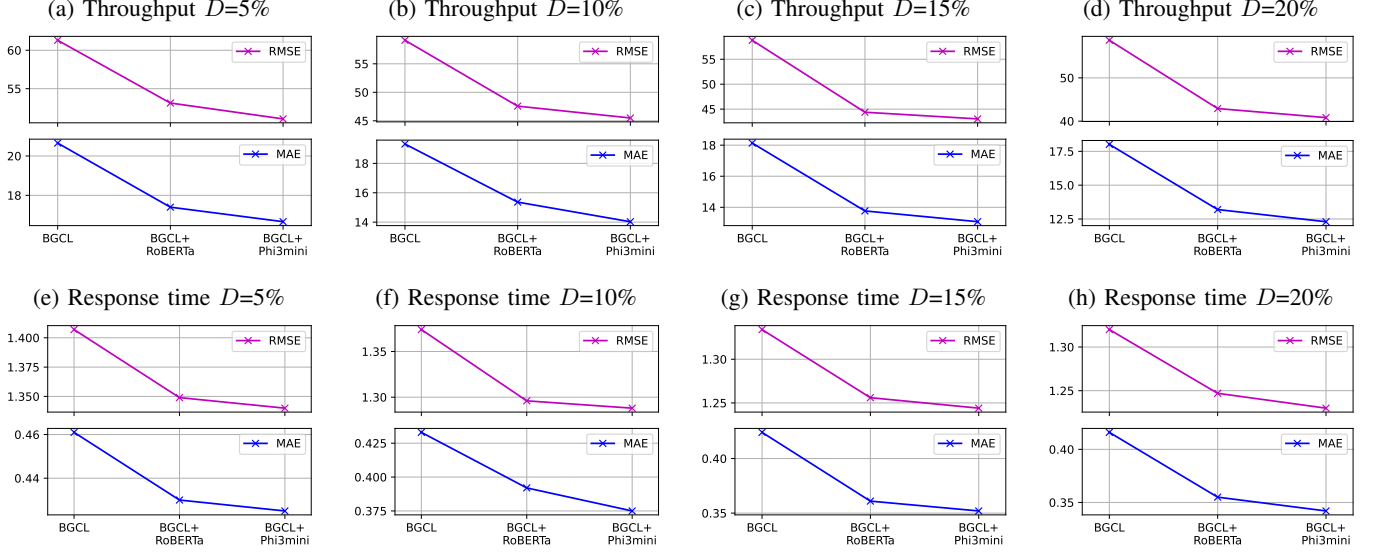 (a) Throughput D=5%
60
55
RMSE
20
18
MAE
BGCL
BGCL+
RoBERTa
BGCL+
Phi3mini
(b) Throughput D=10%
55
50
45
RMSE
18
16
14
MAE
BGCL
BGCL+
RoBERTa
BGCL+
Phi3mini
(c) Throughput D=15%
55
50
45
RMSE
18
16
14
MAE
BGCL
BGCL+
RoBERTa
BGCL+
Phi3mini
(d) Throughput D=20%
50
40
RMSE
17.5
15.0
12.5
MAE
BGCL
BGCL+
RoBERTa
BGCL+
Phi3mini
(e) Response time D=5%
1.400
1.375
1.350
RMSE
0.46
0.44
MAE
BGCL
BGCL+
RoBERTa
BGCL+
Phi3mini
(f) Response time D=10%
1.35
1.30
RMSE
0.425
0.400
0.375
MAE
BGCL
BGCL+
RoBERTa
BGCL+
Phi3mini
(g) Response time D=15%
1.30
1.25
RMSE
0.40
0.35
MAE
BGCL
BGCL+
RoBERTa
BGCL+
Phi3mini
(h) Response time D=20%
1.30
1.25
RMSE
0.40
0.35
MAE
BGCL
BGCL+
RoBERTa
BGCL+
Phi3mini